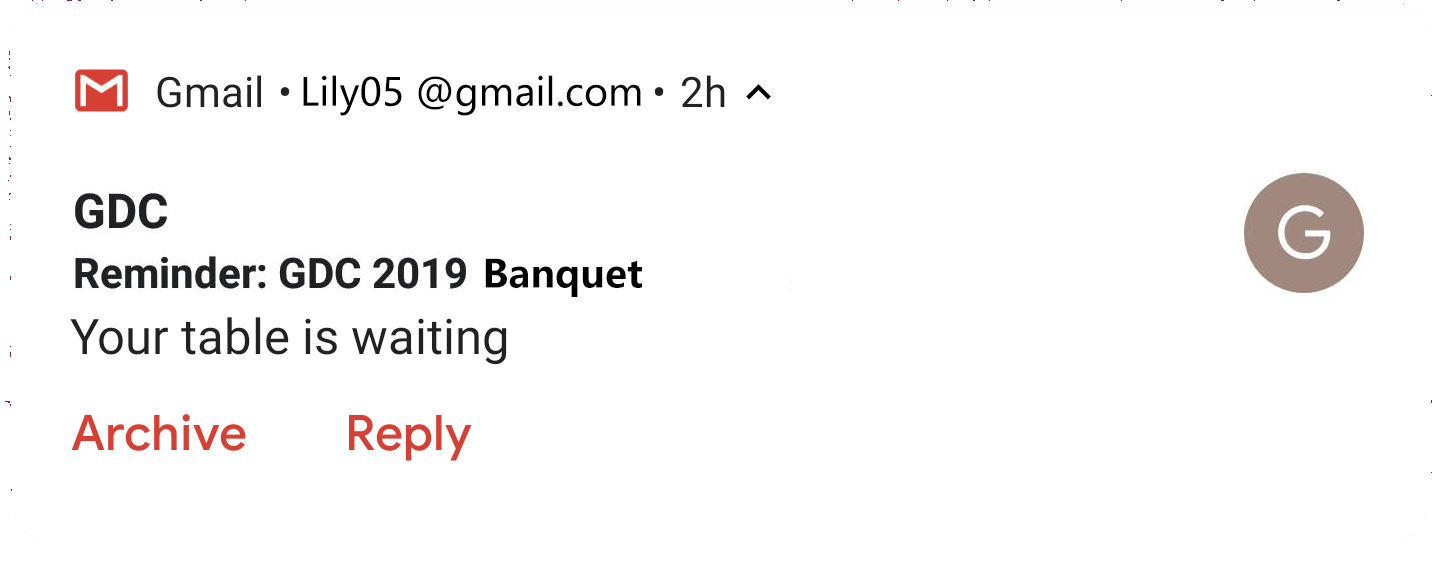 Gmail • Lily05 @gmail.com • 2h
GDC
G
Reminder: GDC 2019 Banquet
Your table is waiting
Archive Reply